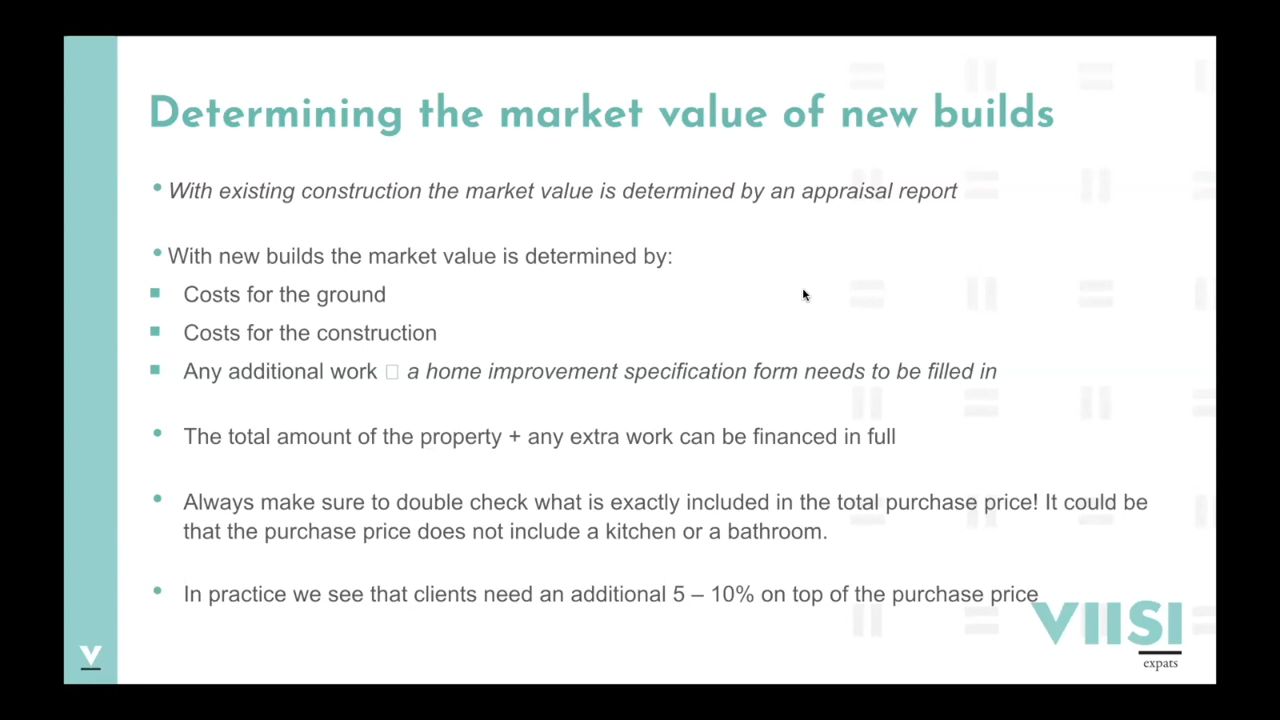 Determining the market value of new builds
• With existing construction the market value is determined by an appraisal report
• With new builds the market value is determined by:
▪ Costs for the ground
▪ Costs for the construction
▪ Any additional work □ a home improvement specification form needs to be filled in
• The total amount of the property + any extra work can be financed in full
• Always make sure to double check what is exactly included in the total purchase price! It could be
that the purchase price does not include a kitchen or a bathroom.
• In practice we see that clients need an additional 5 – 10% on top of the purchase price
VIISI
expats
V